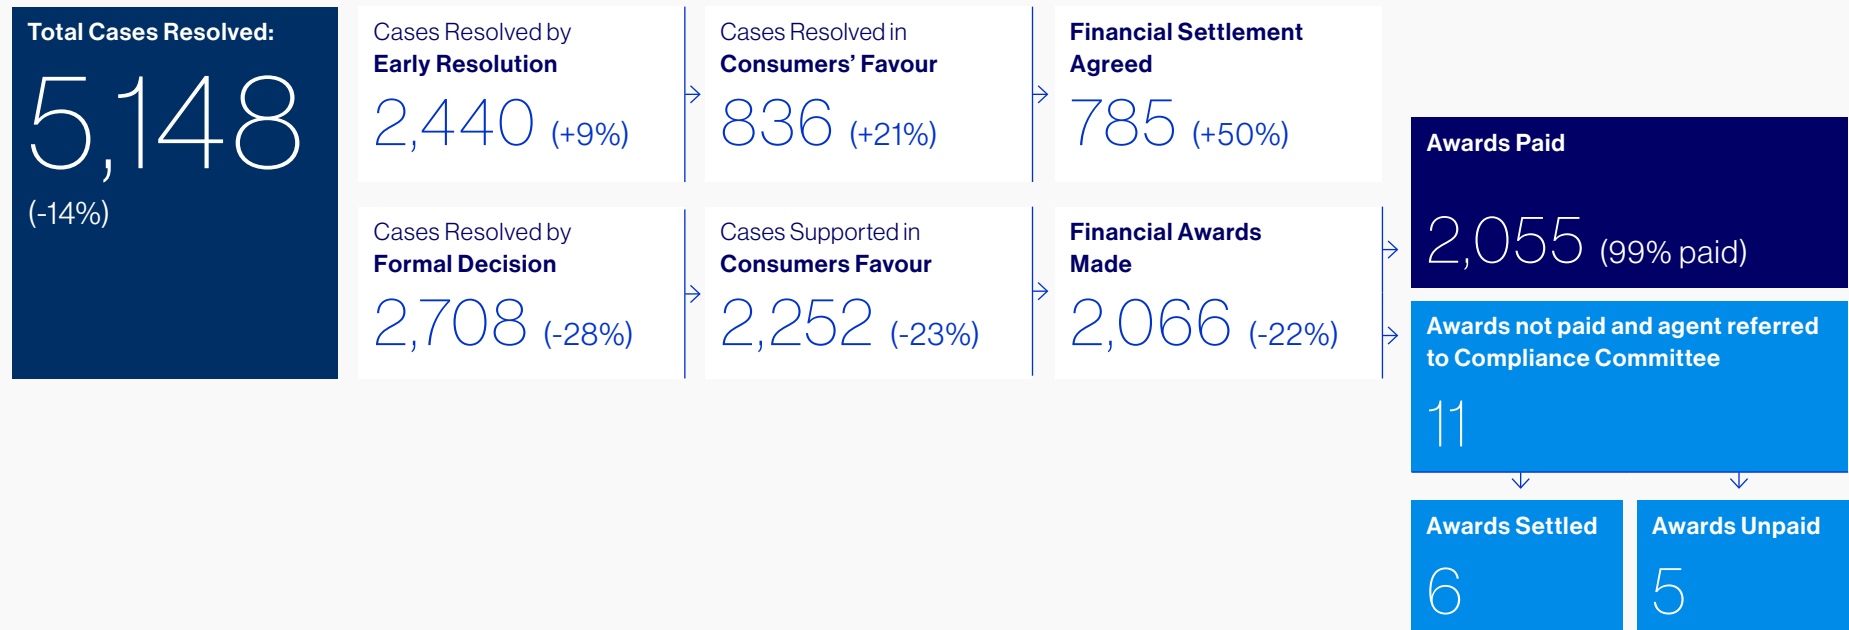 Total Cases Resolved:
5,148
(-14%)
Cases Resolved by
Early Resolution
2,440 (+9%)
Cases Resolved in
Consumers’ Favour
836 (+21%)
Financial Settlement
Agreed
785 (+50%)
Cases Resolved by
Formal Decision
2,708 (-28%)
Cases Supported in
Consumers Favour
2,252 (-23%)
Financial Awards
Made
2,066 (-22%)
Awards Paid
2,055 (99% paid)
Awards not paid and agent referred
to Compliance Committee
11
Awards Settled
6
Awards Unpaid
5